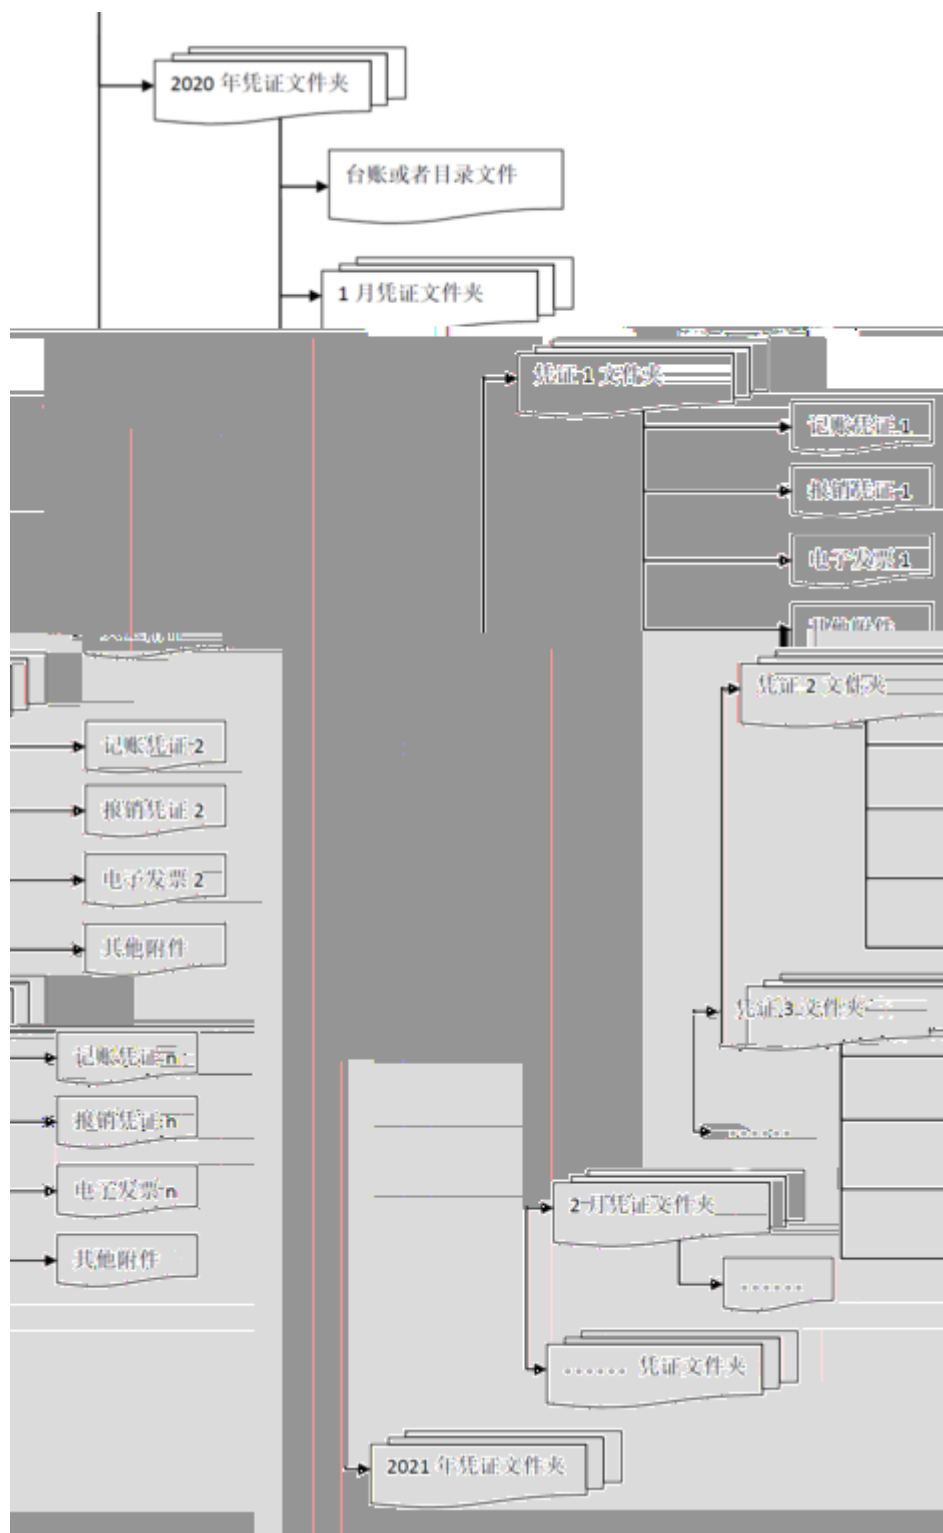 2020 年凭证文件夹
台账或者目录文件
1 月凭证文件夹
凭证 1 文件夹
记账凭证 1
报销凭证 1
电子发票 1
其他附件
凭证 2 文件夹
记账凭证 2
报销凭证 2
电子发票 2
其他附件
凭证 3 文件夹
记账凭证 n
报销凭证 n
电子发票 n
其他附件
......
2 月凭证文件夹
......
...... 凭证文件夹
2021 年凭证文件夹